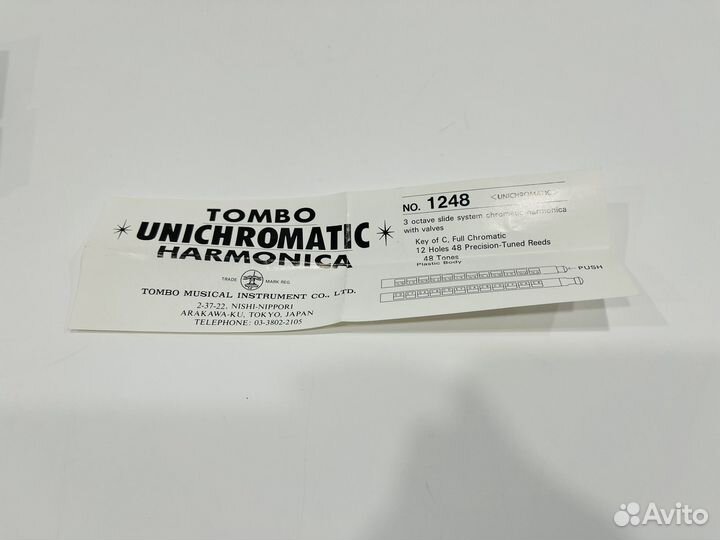 TOMBO
UNICHROMATIC
HARMONICA
TRADE MARK REG.
TOMBO MUSICAL INSTRUMENT CO., LTD.
2-37-22, NISHI-NIPPORI
ARAKAWA-KU, TOKYO, JAPAN
TELEPHONE: 03-3802-2105
NO. 1248 <UNICHROMATIC>
3 octave slide system chromatic harmonica
with valves
Key of C, Full Chromatic
12 Holes 48 Precision-Tuned Reeds
48 Tones
Plastic Body
←PUSH
Avito